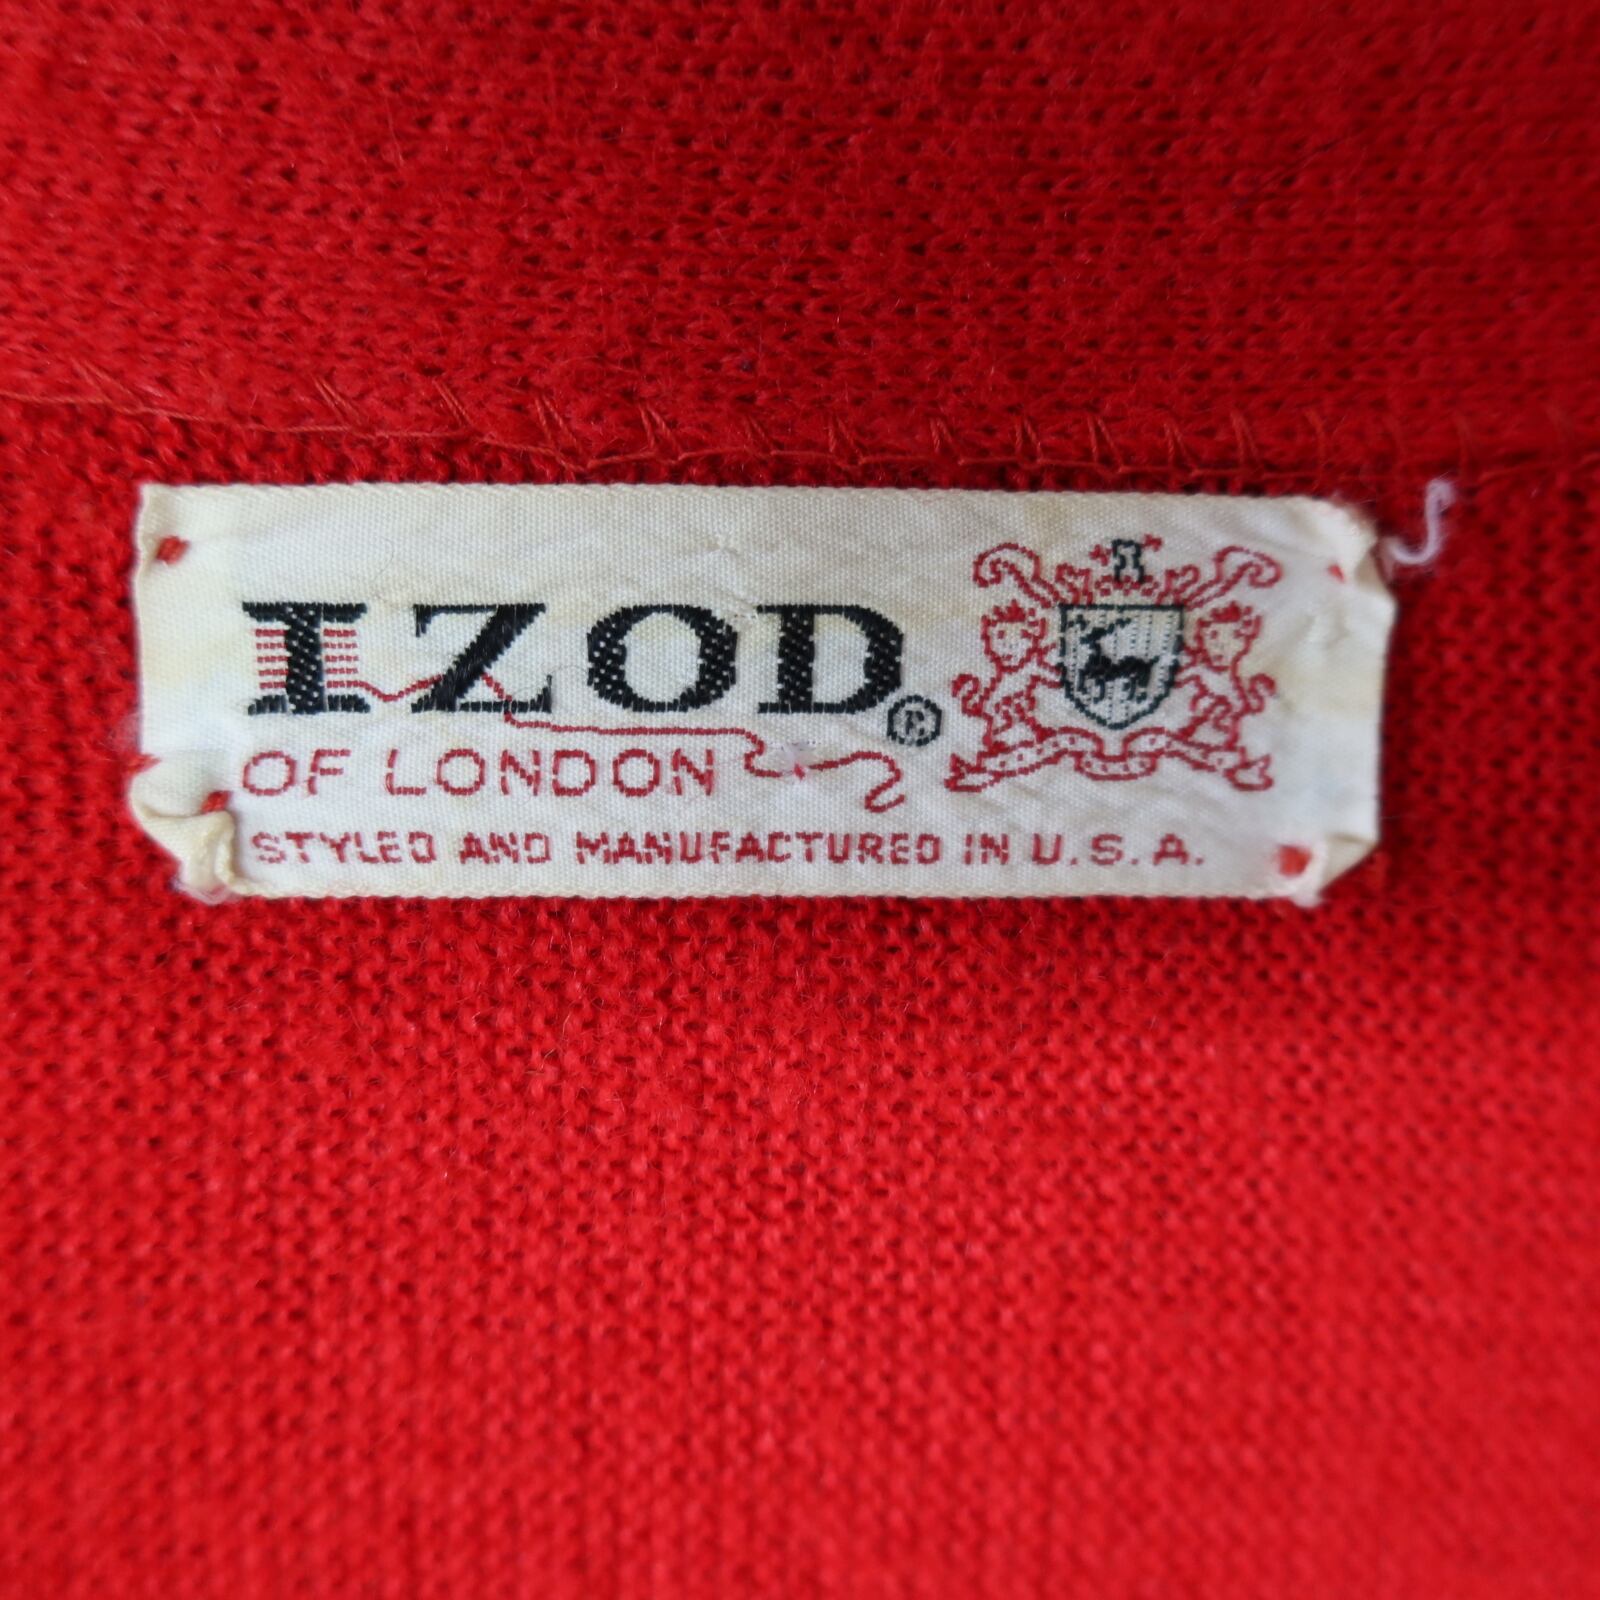 IZOD®
OF LONDON
STYLED AND MANUFACTURED IN U.S.A.